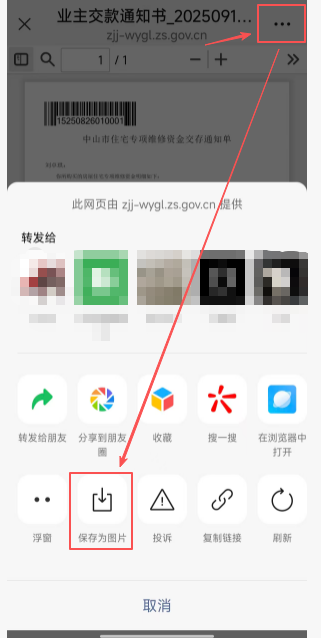 业主交款通知书_2025091...
zjj-wygl.zs.gov.cn
1 / 1
15250826010001
中山市住宅专项维修资金交存通知单
此网页由 zjj-wygl.zs.gov.cn 提供
转发给
转发给朋友
分享到朋友圈
收藏
搜一搜
在浏览器中打开
浮窗
保存为图片
投诉
复制链接
刷新
取消